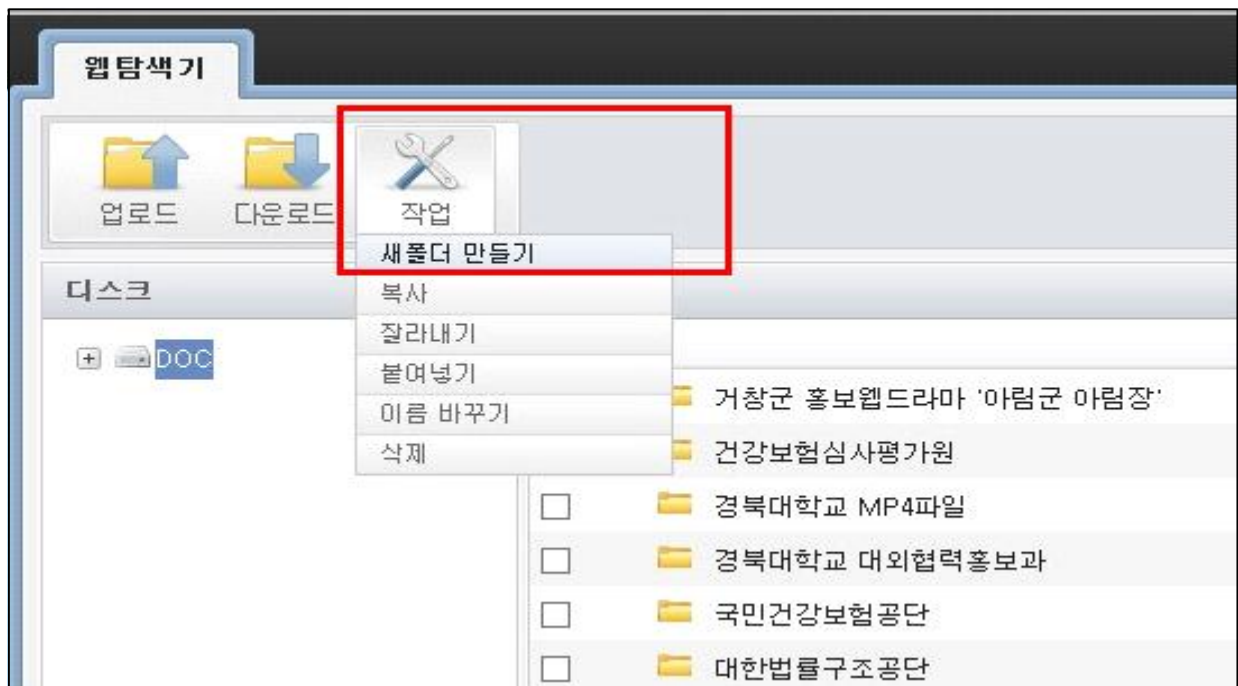 웹탐색기
업로드 다운로드 작업
새폴더 만들기
디스크
복사
잘라내기
DOC
붙여넣기
거창군 홍보웹드라마 '아림군 아림장'
이름 바꾸기
삭제
건강보험심사평가원
경북대학교 MP4파일
경북대학교 대외협력홍보과
국민건강보험공단
대한법률구조공단